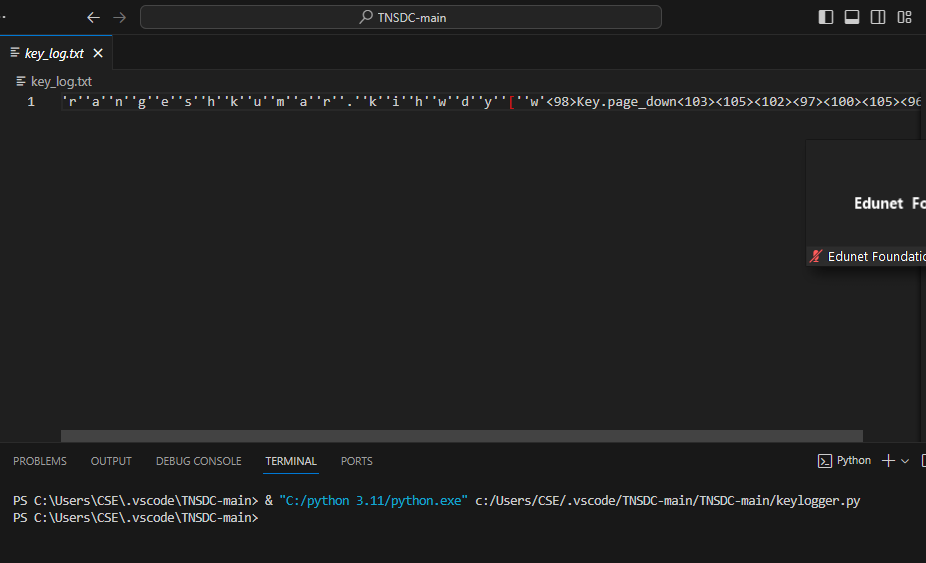 TNSDC-main
key_log.txt
key_log.txt
1 'r''a''n''g''e''s''h''k''u''m''a''r''.''k''i''h''w''d''y''[''w'<98>Key.page_down<103><105><102><97><100><105><96
Edunet Fo
Edunet Foundatio
PROBLEMS OUTPUT DEBUG CONSOLE TERMINAL PORTS Python
PS C:\Users\CSE\.vscode\TNSDC-main> & "C:/python 3.11/python.exe" c:/Users/CSE/.vscode/TNSDC-main/TNSDC-main/keylogger.py
PS C:\Users\CSE\.vscode\TNSDC-main>